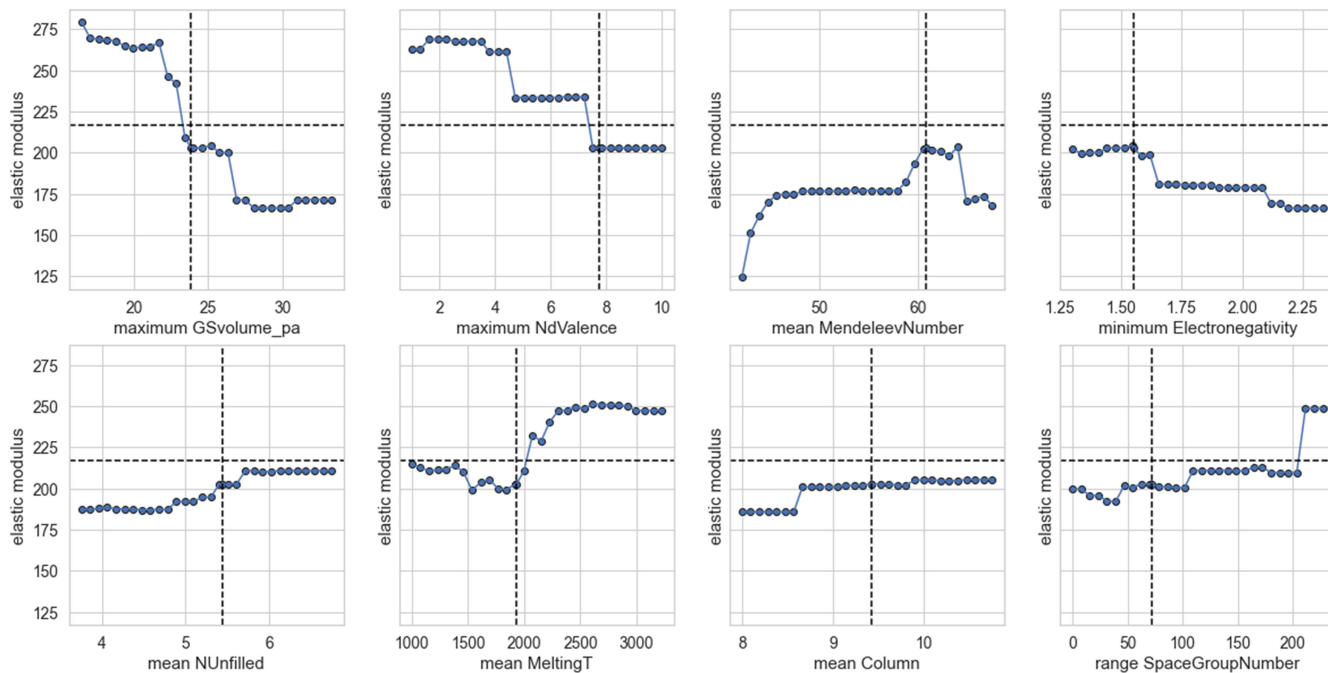 275
250
225
200
175
150
125
elastic modulus
20 25 30
maximum GSvolume_pa
elastic modulus
2 4 6 8 10
maximum NdValence
elastic modulus
50 60
mean MendeleevNumber
elastic modulus
1.25 1.50 1.75 2.00 2.25
minimum Electronegativity
275
250
225
200
175
150
125
elastic modulus
4 5 6
mean NUnfilled
elastic modulus
1000 1500 2000 2500 3000
mean MeltingT
elastic modulus
8 9 10
mean Column
elastic modulus
0 50 100 150 200
range SpaceGroupNumber